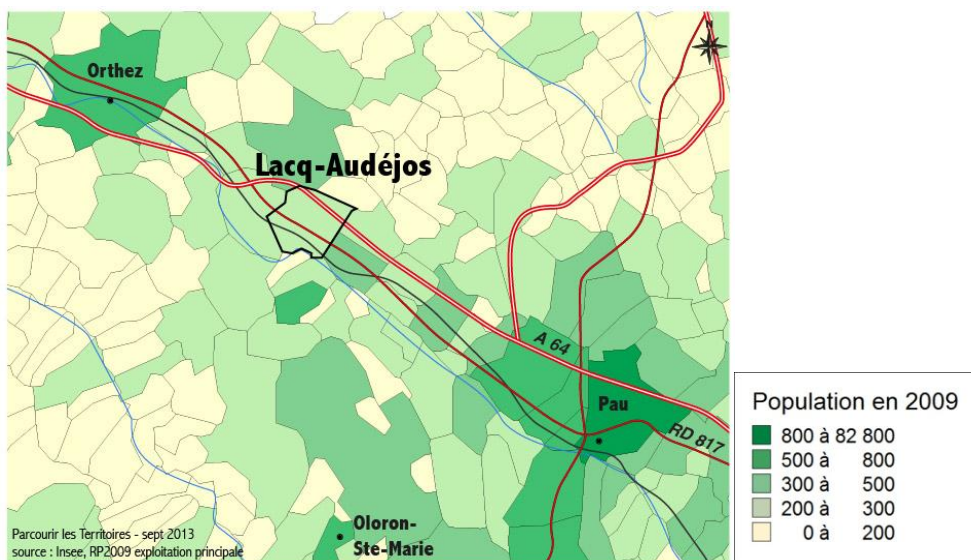 N
Orthez
Lacq-Audéjos
A 64
Pau
RD 817
Oloron-
Ste-Marie
Parcourir les Territoires - sept 2013
source : Insee, RP2009 exploitation principale
Population en 2009
800 à 82 800
500 à 800
300 à 500
200 à 300
0 à 200